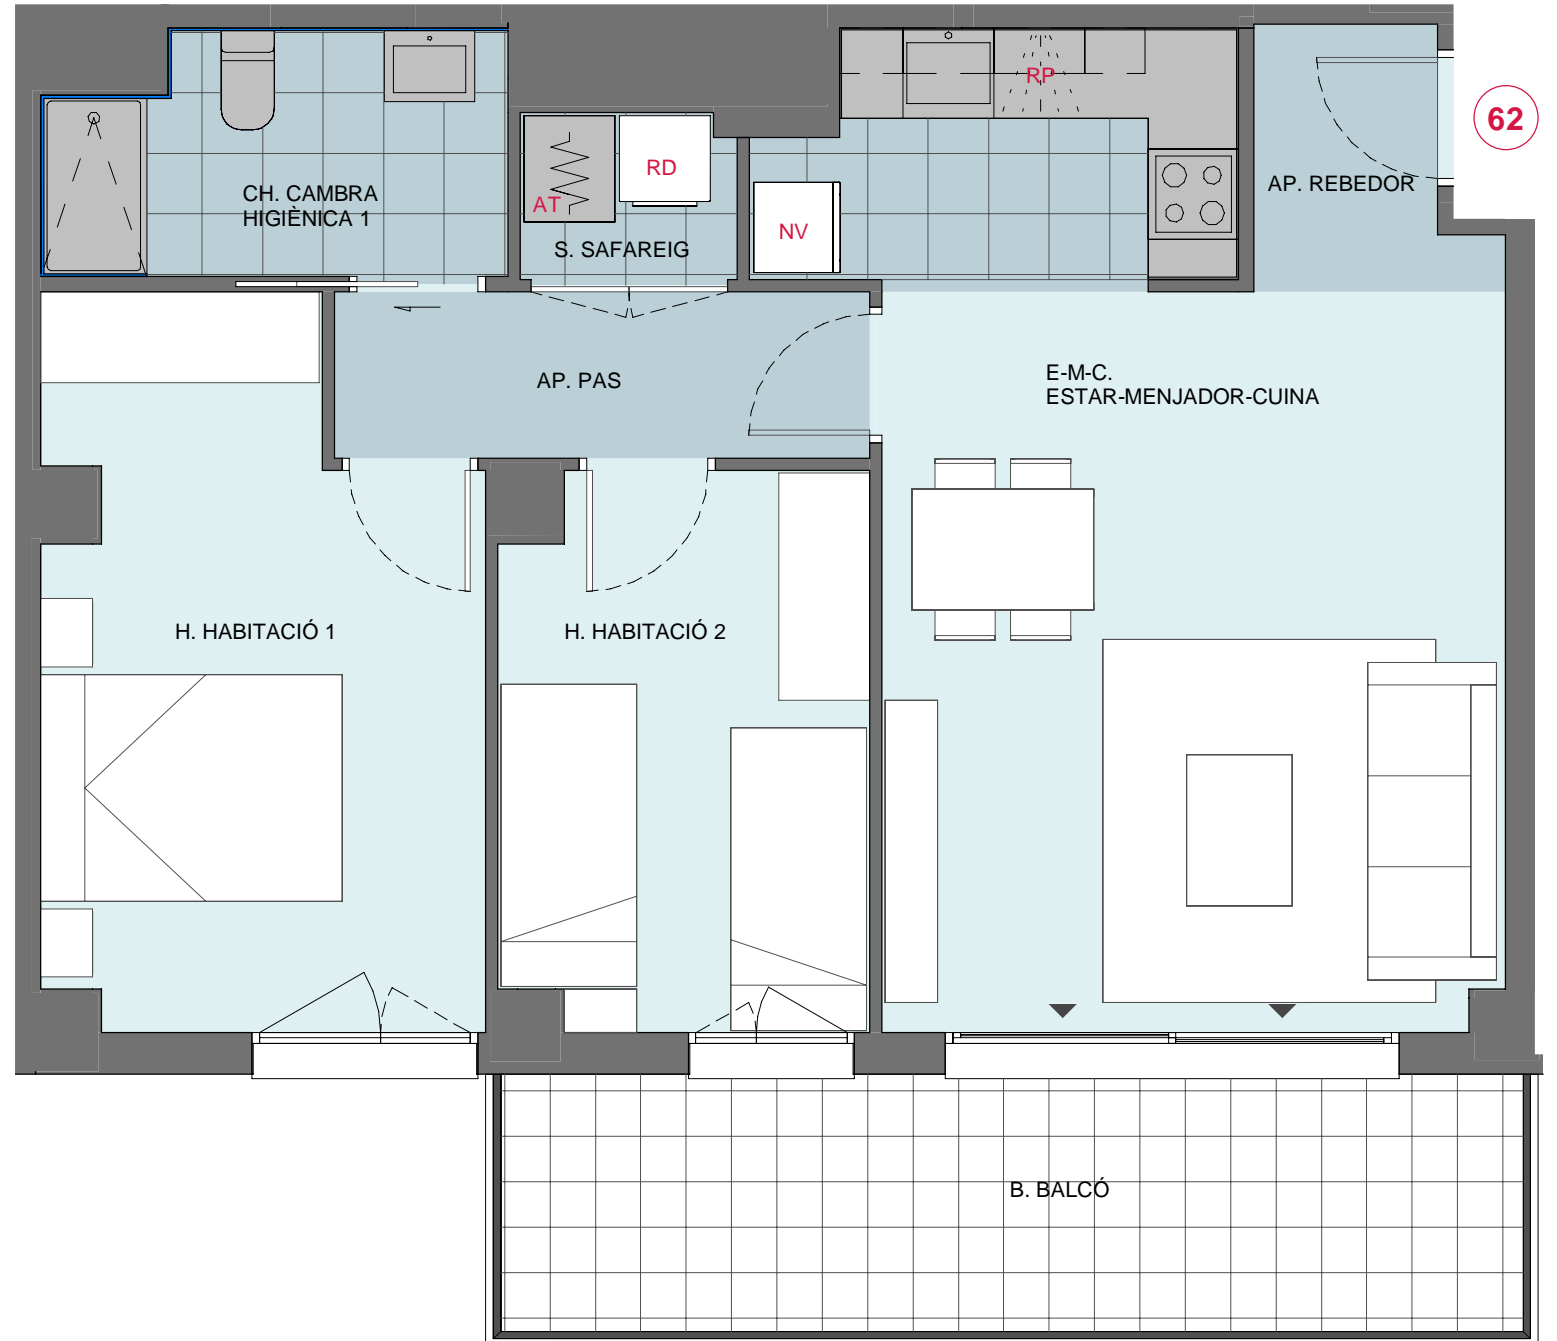 RP
62
RD
AP. REBEDOR
CH. CAMBRA
HIGIÈNICA 1
AT
NV
S. SAFAREIG
AP. PAS
E-M-C.
ESTAR-MENJADOR-CUINA
H. HABITACIÓ 1
H. HABITACIÓ 2
B. BALCÓ